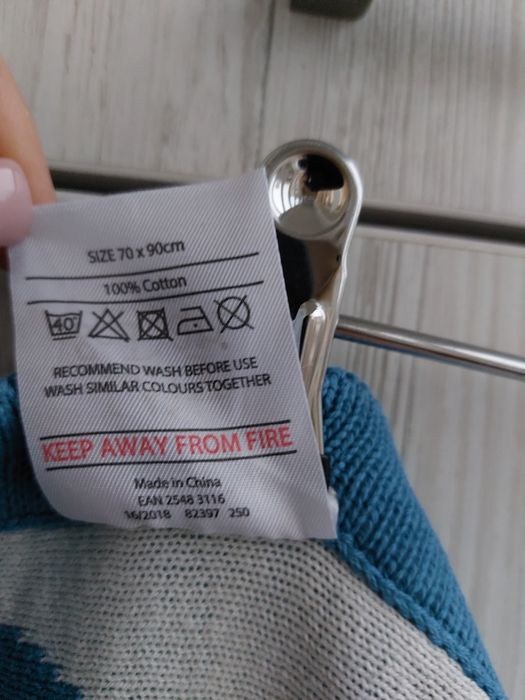 SIZE 70 x 90cm
100% Cotton
40°
RECOMMEND WASH BEFORE USE
WASH SIMILAR COLOURS TOGETHER
KEEP AWAY FROM FIRE
Made in China
EAN 2548 3116
16/2018 82397 250